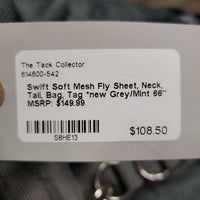 The Tack Collector
614600-542
Swift Soft Mesh Fly Sheet, Neck,
Tail, Bag, Tag *new Grey/Mint 66"
MSRP: $149.99
$108.50
SBHE13